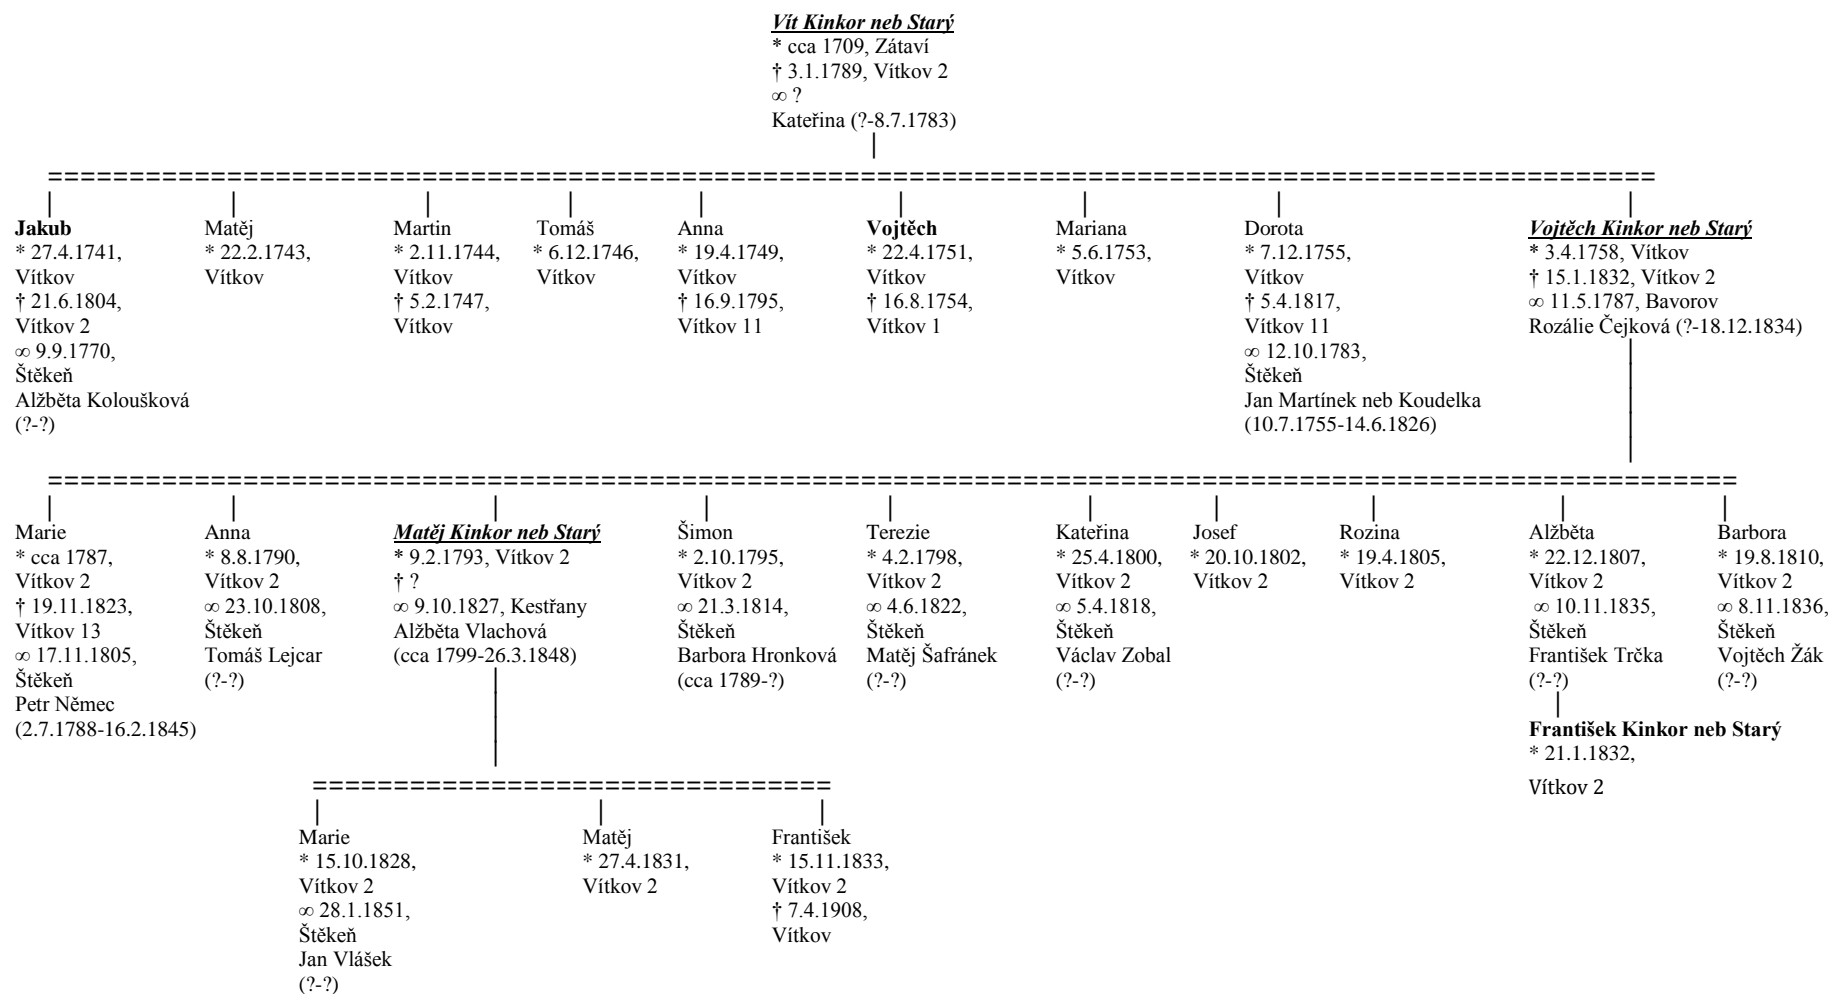 Vít Kinkor neb Starý
* cca 1709, Zátaví
† 3.1.1789, Vítkov 2
∞ ?
Kateřina (?-8.7.1783)
Jakub
* 27.4.1741,
Vítkov
† 21.6.1804,
Vítkov 2
∞ 9.9.1770,
Štěkeň
Alžběta Koloušková
(?-?)
Matěj
* 22.2.1743,
Vítkov
Martin
* 2.11.1744,
Vítkov
† 5.2.1747,
Vítkov
Tomáš
* 6.12.1746,
Vítkov
Anna
* 19.4.1749,
Vítkov
† 16.9.1795,
Vítkov 11
Vojtěch
* 22.4.1751,
Vítkov
† 16.8.1754,
Vítkov 1
Mariana
* 5.6.1753,
Vítkov
Dorota
* 7.12.1755,
Vítkov
† 5.4.1817,
Vítkov 11
∞ 12.10.1783,
Štěkeň
Jan Martínek neb Koudelka
(10.7.1755-14.6.1826)
Vojtěch Kinkor neb Starý
* 3.4.1758, Vítkov
† 15.1.1832, Vítkov 2
∞ 11.5.1787, Bavorov
Rozálie Čejková (?-18.12.1834)
Marie
* cca 1787,
Vítkov 2
† 19.11.1823,
Vítkov 13
∞ 17.11.1805,
Štěkeň
Petr Němec
(2.7.1788-16.2.1845)
Anna
* 8.8.1790,
Vítkov 2
∞ 23.10.1808,
Štěkeň
Tomáš Lejcar
(?-?)
Matěj Kinkor neb Starý
* 9.2.1793, Vítkov 2
† ?
∞ 9.10.1827, Kestřany
Alžběta Vlachová
(cca 1799-26.3.1848)
Šimon
* 2.10.1795,
Vítkov 2
∞ 21.3.1814,
Štěkeň
Barbora Hronková
(cca 1789-?)
Terezie
* 4.2.1798,
Vítkov 2
∞ 4.6.1822,
Štěkeň
Matěj Šafránek
(?-?)
Kateřina
* 25.4.1800,
Vítkov 2
∞ 5.4.1818,
Štěkeň
Václav Zobal
(?-?)
Josef
* 20.10.1802,
Vítkov 2
Rozina
* 19.4.1805,
Vítkov 2
Alžběta
* 22.12.1807,
Vítkov 2
∞ 10.11.1835,
Štěkeň
František Trčka
(?-?)
František Kinkor neb Starý
* 21.1.1832,
Vítkov 2
Barbora
* 19.8.1810,
Vítkov 2
∞ 8.11.1836,
Štěkeň
Vojtěch Žák
(?-?)
Marie
* 15.10.1828,
Vítkov 2
∞ 28.1.1851,
Štěkeň
Jan Vlášek
(?-?)
Matěj
* 27.4.1831,
Vítkov 2
František
* 15.11.1833,
Vítkov 2
† 7.4.1908,
Vítkov